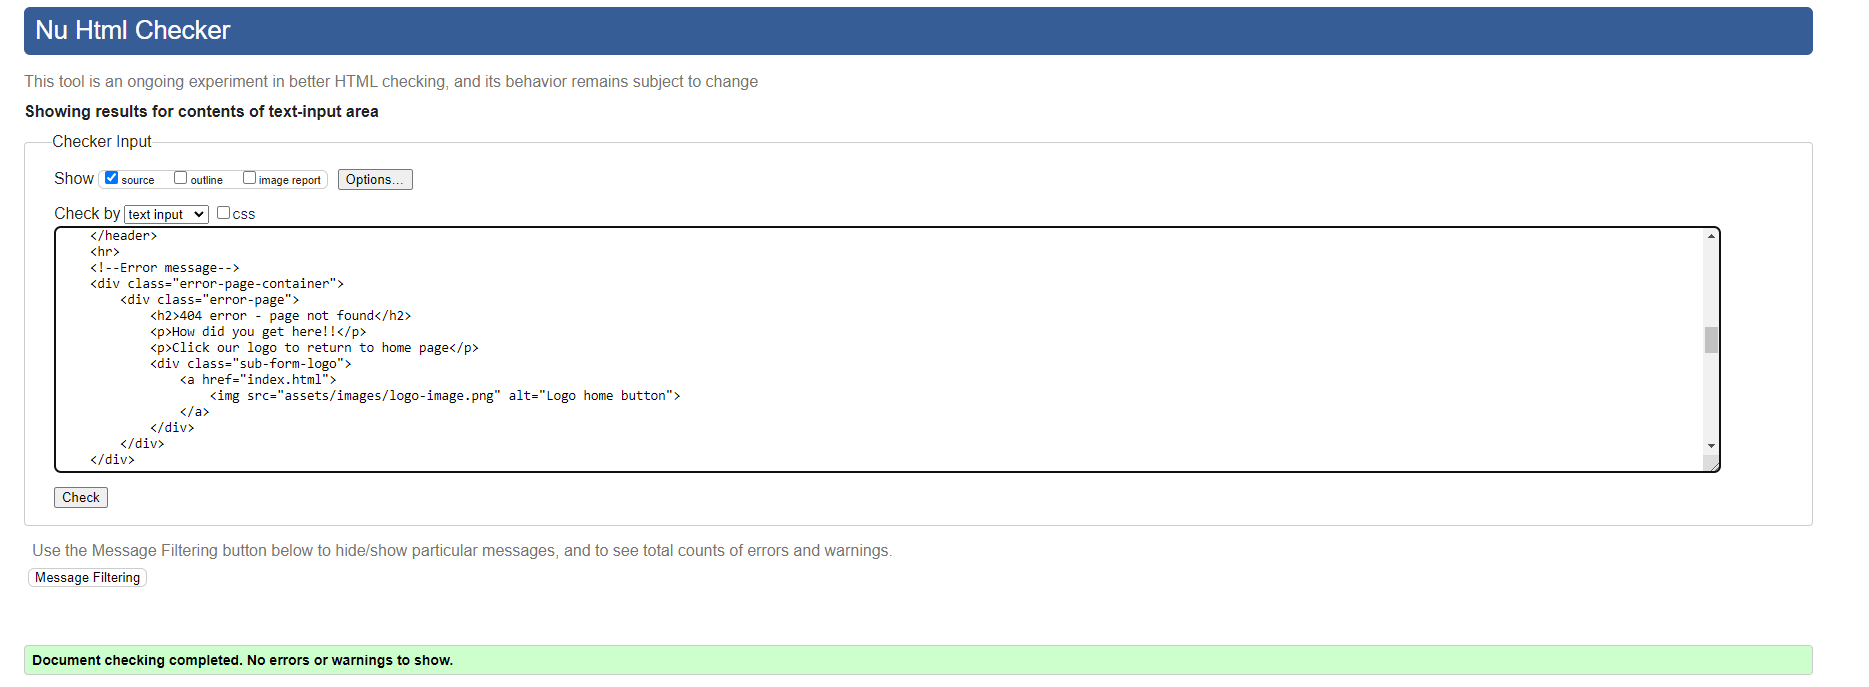 Nu Html Checker
This tool is an ongoing experiment in better HTML checking, and its behavior remains subject to change
Showing results for contents of text-input area
Checker Input
Show source outline image report Options...
Check by text input css
</header>
<hr>
<!--Error message-->
<div class="error-page-container">
<div class="error-page">
<h2>404 error - page not found</h2>
<p>How did you get here!!</p>
<p>Click our logo to return to home page</p>
<div class="sub-form-logo">
<a href="index.html">
<img src="assets/images/logo-image.png" alt="Logo home button">
</a>
</div>
</div>
</div>
Check
Use the Message Filtering button below to hide/show particular messages, and to see total counts of errors and warnings.
Message Filtering
Document checking completed. No errors or warnings to show.